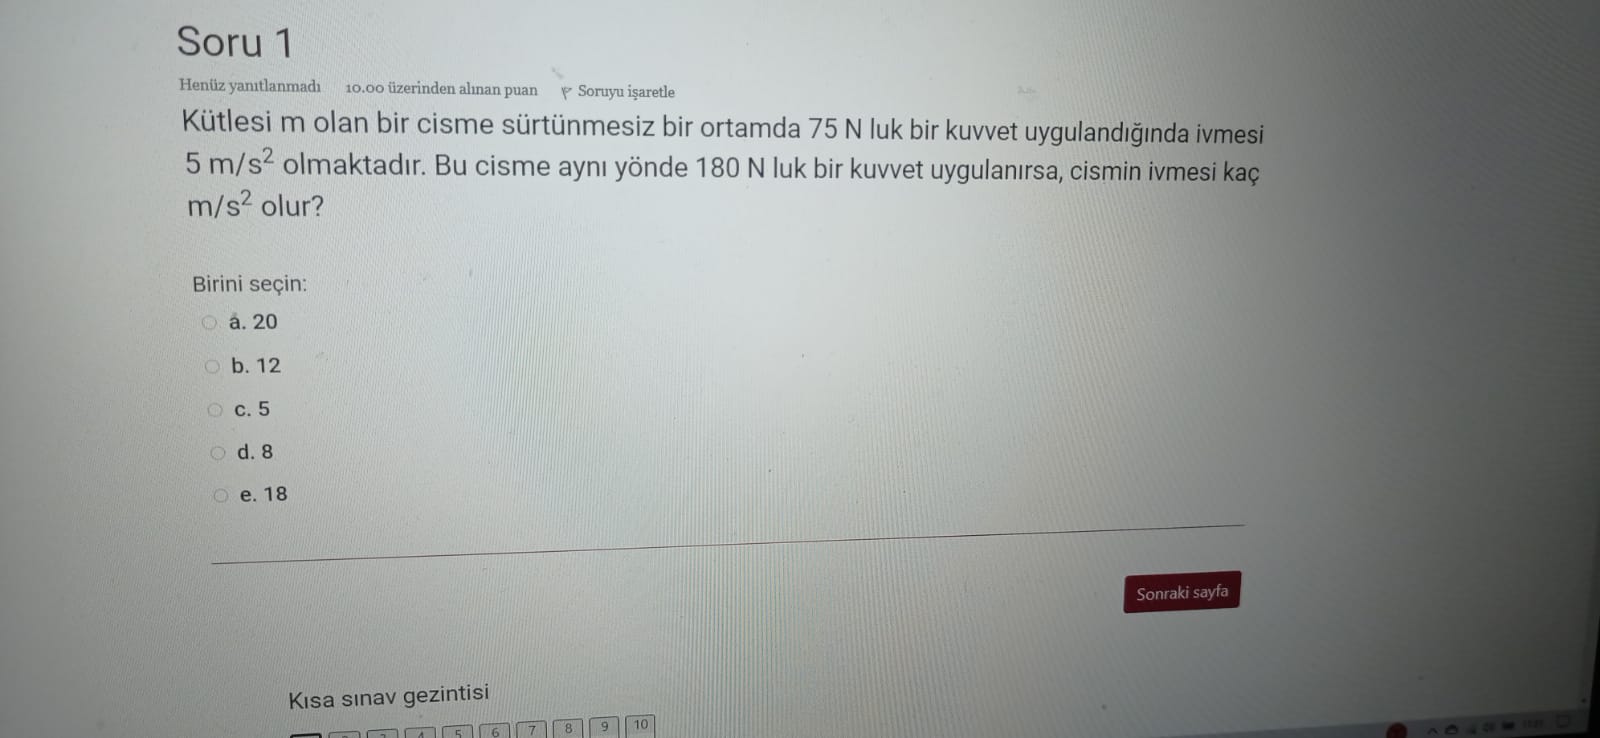 Soru 1
Henüz yanıtlanmadı 10.00 üzerinden alınan puan Soruyu işaretle
Kütlesi m olan bir cisme sürtünmesiz bir ortamda 75 N luk bir kuvvet uygulandığında ivmesi
5 m/s² olmaktadır. Bu cisme aynı yönde 180 N luk bir kuvvet uygulanırsa, cismin ivmesi kaç
m/s² olur?
Birini seçin:
a. 20
b. 12
c. 5
d. 8
e. 18
Sonraki sayfa
Kısa sınav gezintisi
5 6 7 8 9 10